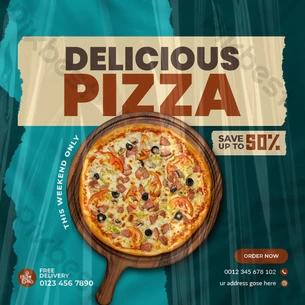 DELICIOUS
PIZZA
SAVE
UP TO
50%
THIS WEEKEND ONLY
FREE
DELIVERY
0123 456 7890
ORDER NOW
0012 345 678 102
ur address gose here